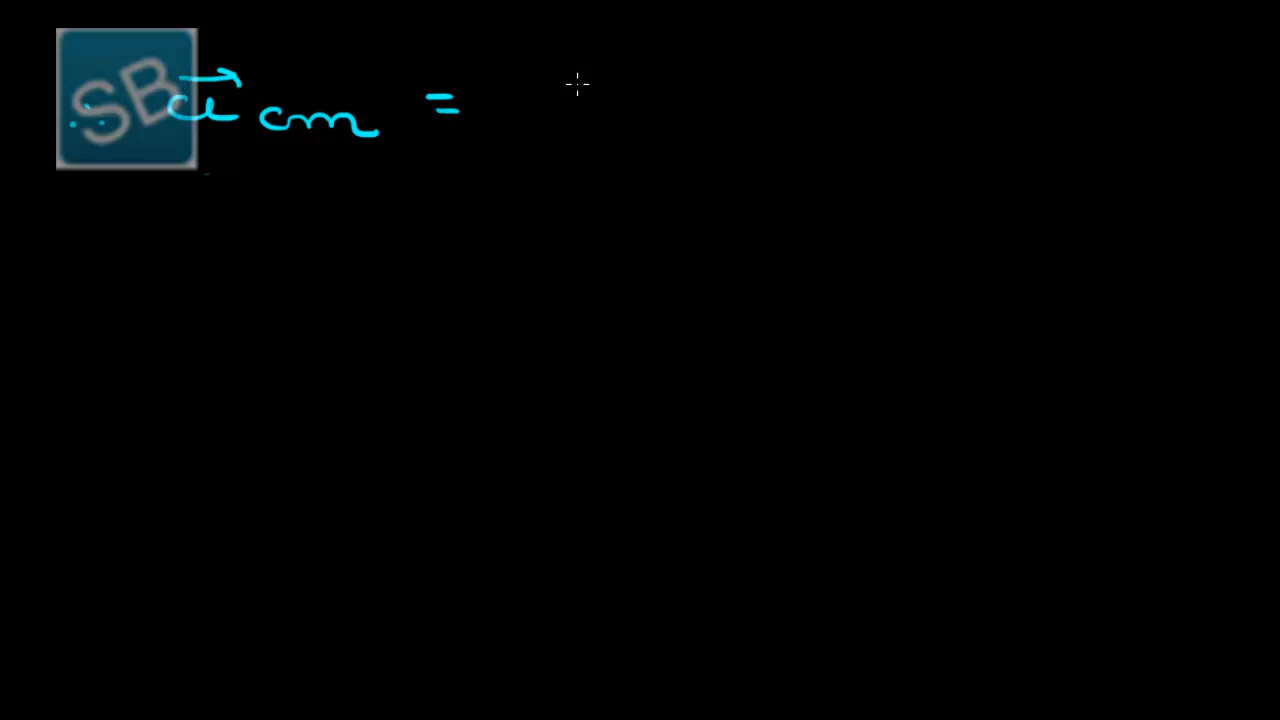 SB
∴ a⃗ cm =